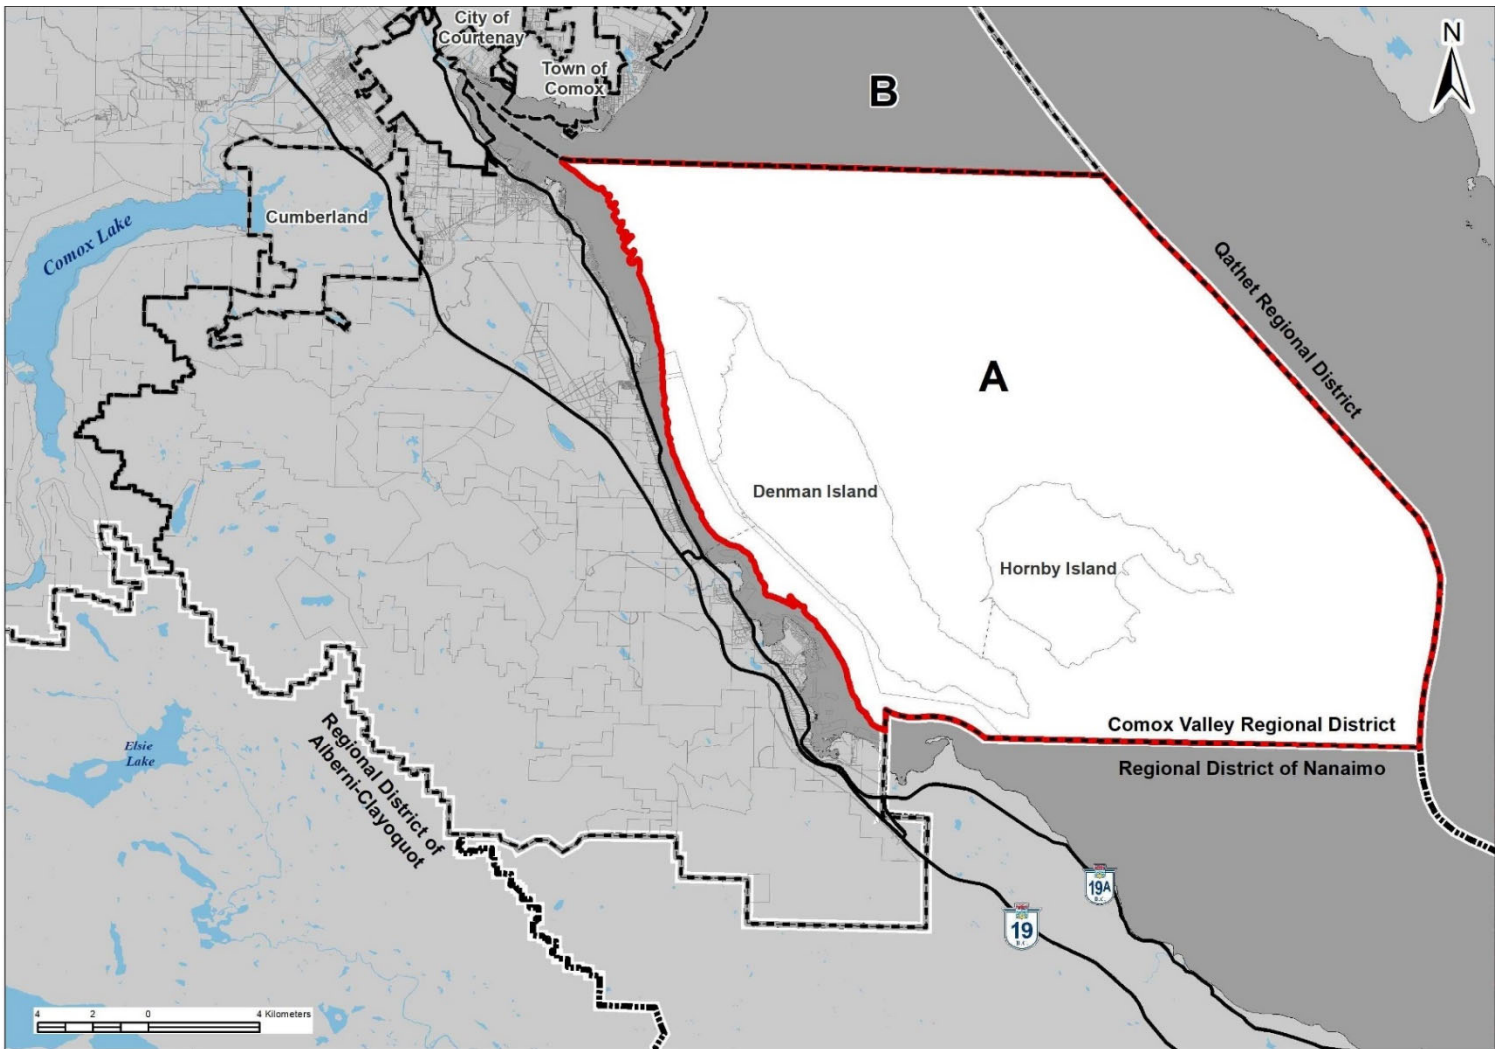 City of
Courtenay
Town of
Comox
B
N
Cumberland
Comox Lake
Qathet Regional District
A
Denman Island
Hornby Island
Comox Valley Regional District
Regional District of Nanaimo
Elsie
Lake
Regional District of
Alberni-Clayoquot
19A
B.C.
19
B.C.
4 2 0 4 Kilometers